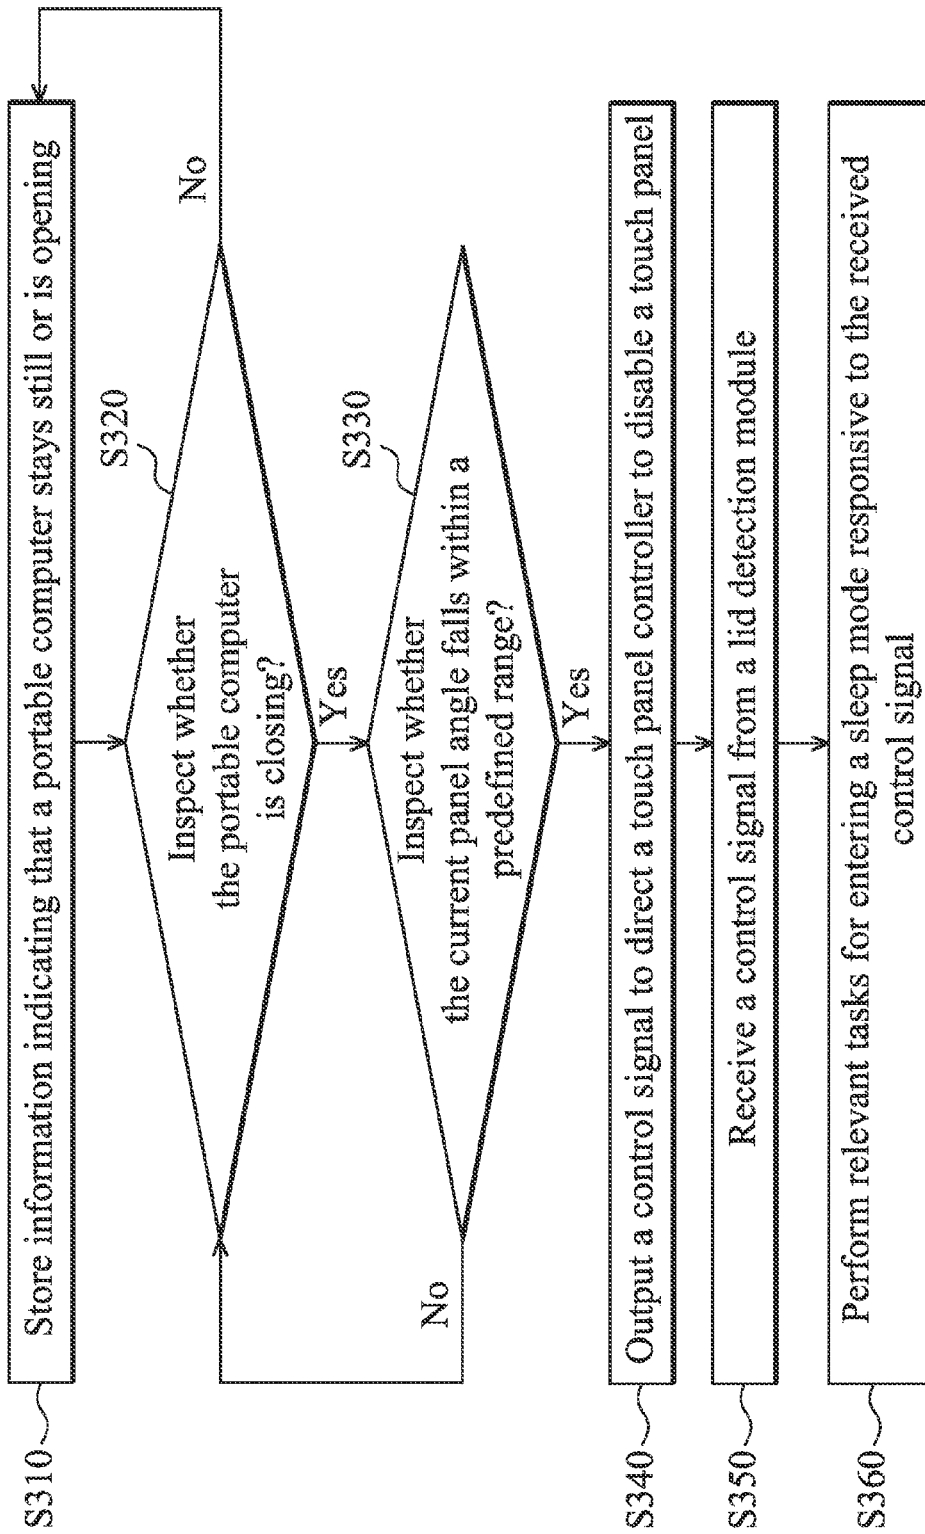 S310
Store information indicating that a portable computer stays still or is opening
S320
Inspect whether
the portable computer
is closing?
No
Yes
S330
Inspect whether
the current panel angle falls within a
predefined range?
No
Yes
S340
Output a control signal to direct a touch panel controller to disable a touch panel
S350
Receive a control signal from a lid detection module
S360
Perform relevant tasks for entering a sleep mode responsive to the received
control signal